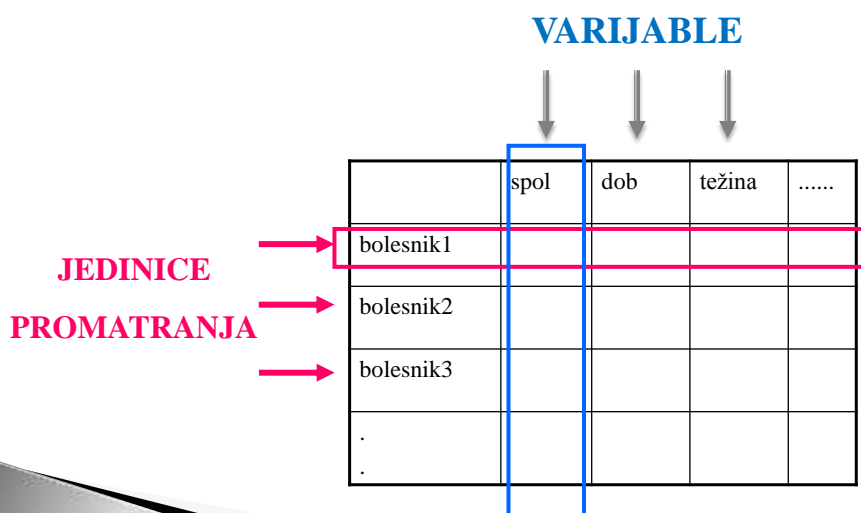 VARIJABLE
spol dob težina ......
bolesnik1
JEDINICE
PROMATRANJA
bolesnik2
bolesnik3
.
.